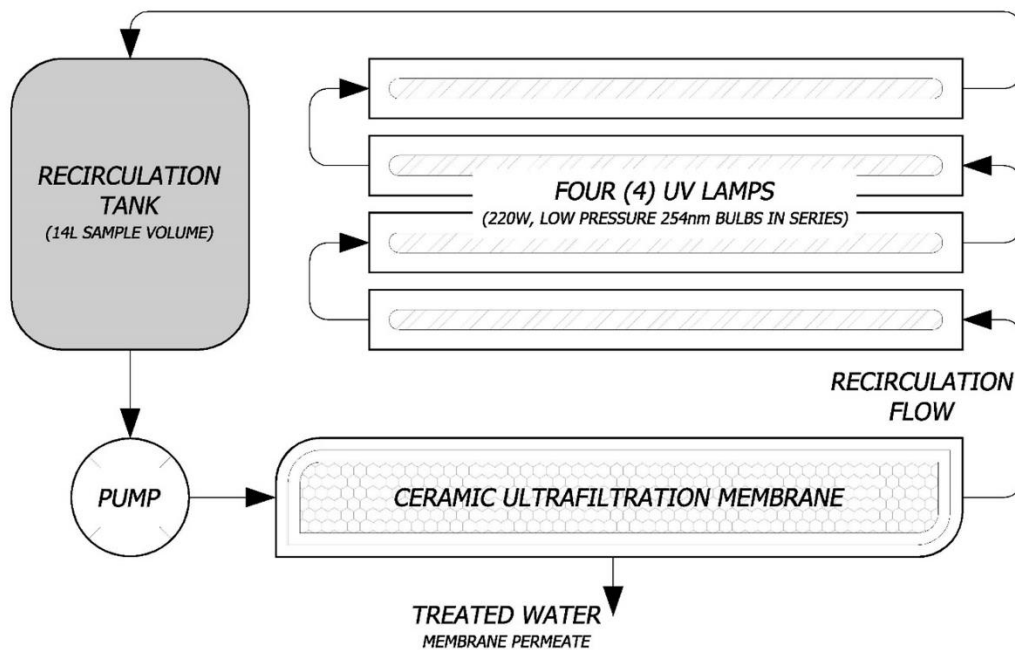 RECIRCULATION
TANK
(14L SAMPLE VOLUME)
FOUR (4) UV LAMPS
(220W, LOW PRESSURE 254nm BULBS IN SERIES)
RECIRCULATION
FLOW
PUMP
CERAMIC ULTRAFILTRATION MEMBRANE
TREATED WATER
MEMBRANE PERMEATE